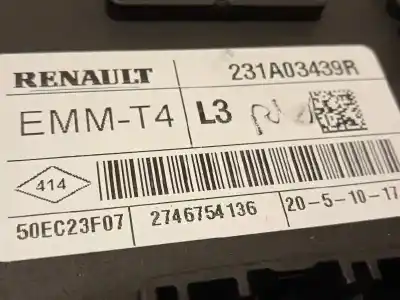 RENAULT 231A03439R
EMM-T4 L3
414
50EC23F07 2746754136 20-5-10-17